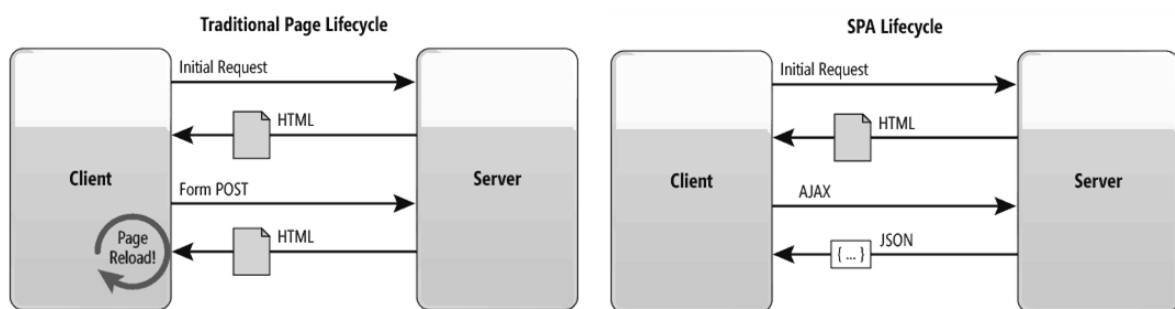 Traditional Page Lifecycle
Initial Request
HTML
Client
Server
Form POST
HTML
Page
Reload!
SPA Lifecycle
Initial Request
HTML
Client
Server
AJAX
JSON
{ ... }